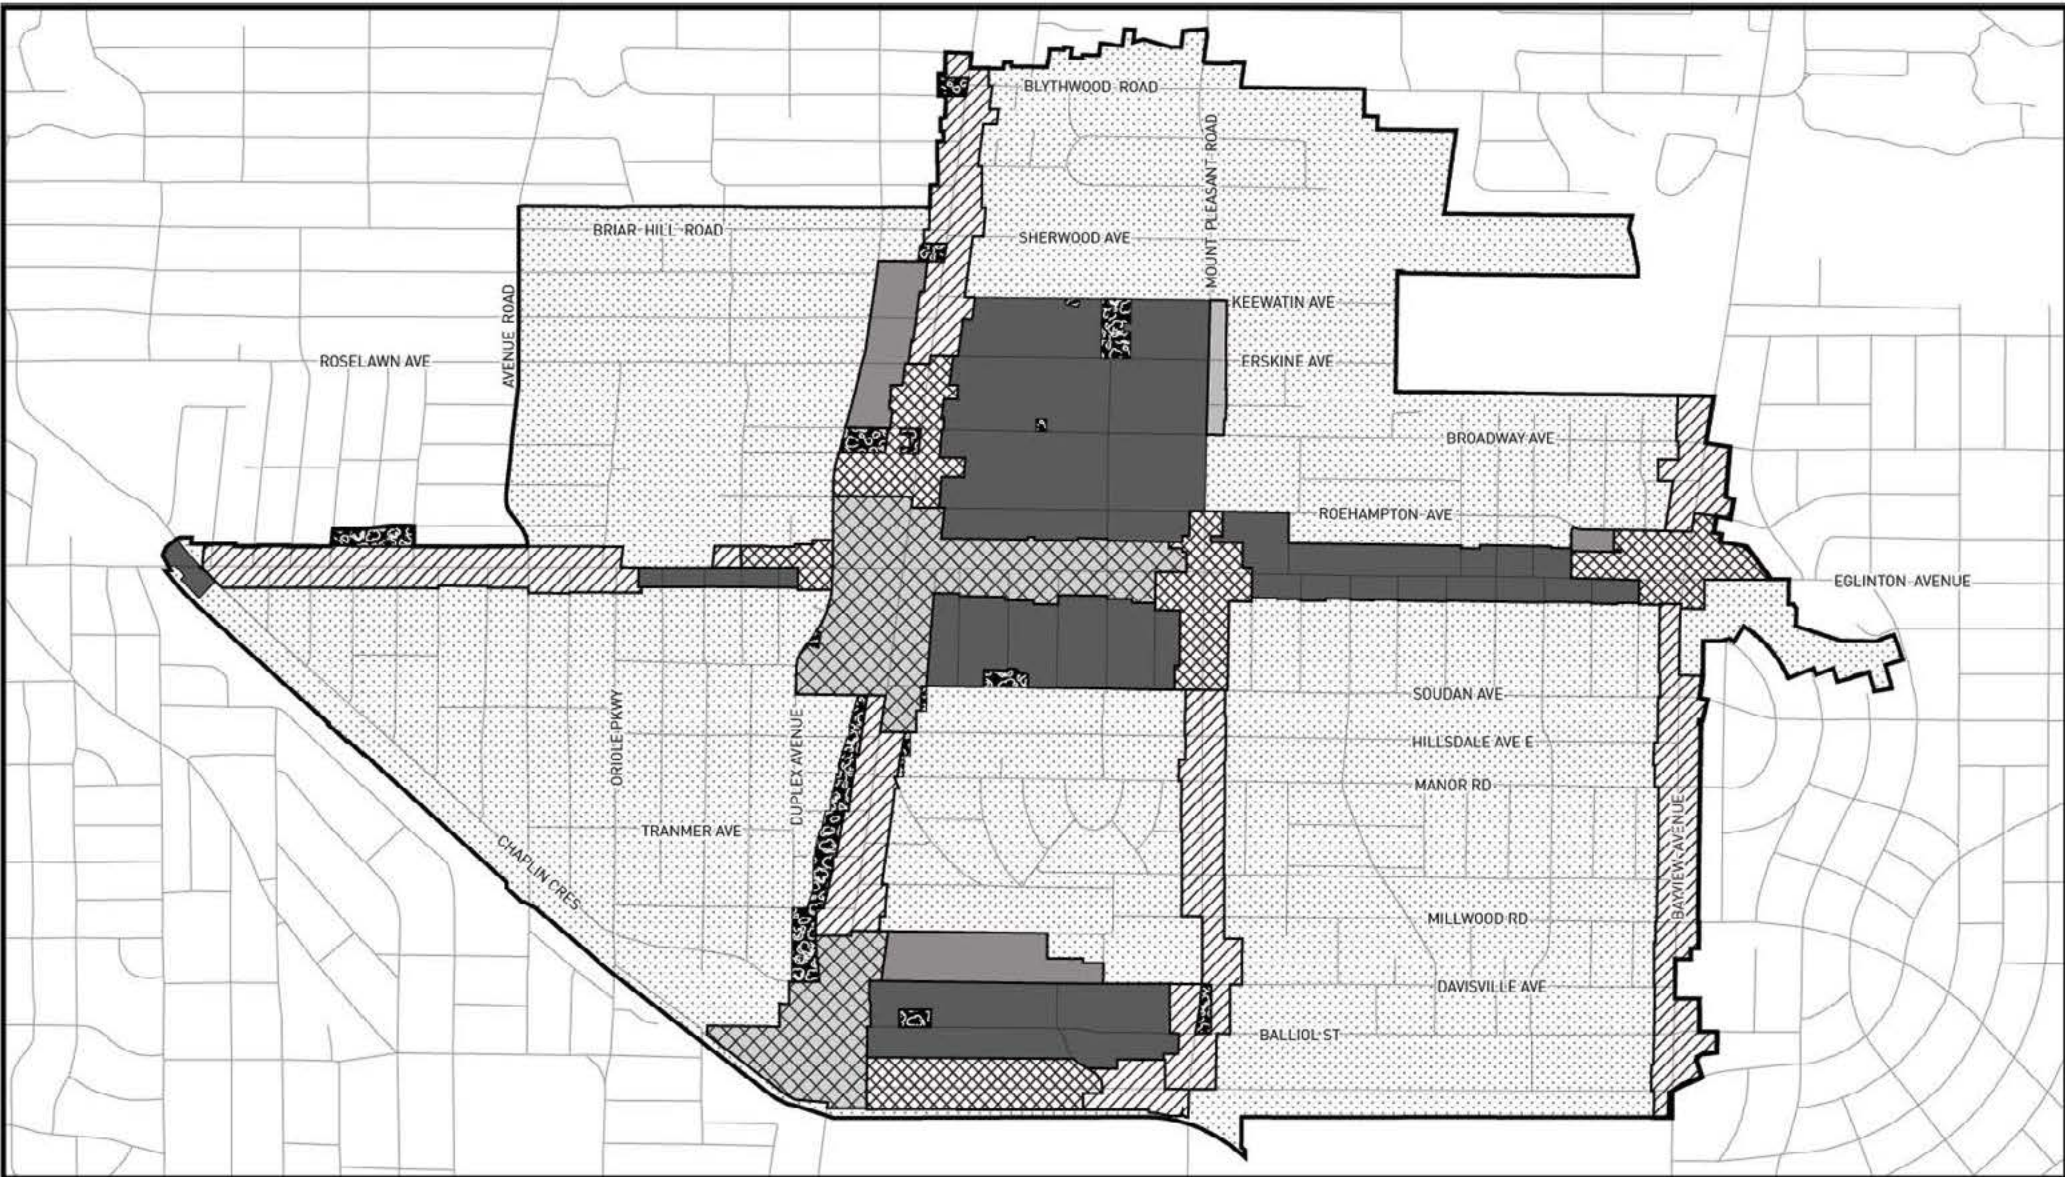 BLYTHWOOD ROAD
MOUNT PLEASANT ROAD
BRIAR HILL ROAD
SHERWOOD AVE
KEEWATIN AVE
AVENUE ROAD
ROSELAWN AVE
ERSKINE AVE
BROADWAY AVE
ROEHAMPTON AVE
EGLINTON AVENUE
SOUDAN AVE
ORIOLE PKWY
DUPLEX AVENUE
HILLSDALE AVE E
MANOR RD
TRANMER AVE
BAYVIEW AVENUE
CHAPLIN CRES
MILLWOOD RD
DAVISVILLE AVE
BALLIOL ST